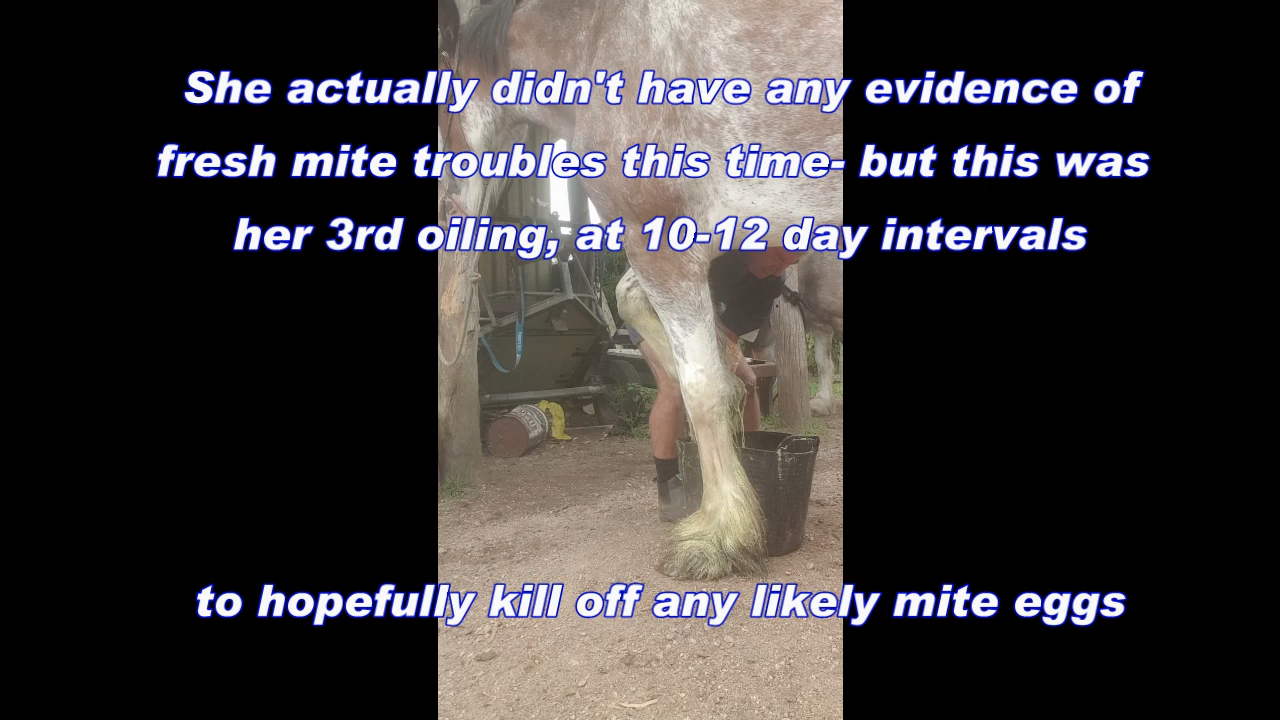 She actually didn't have any evidence of
fresh mite troubles this time- but this was
her 3rd oiling, at 10-12 day intervals
to hopefully kill off any likely mite eggs